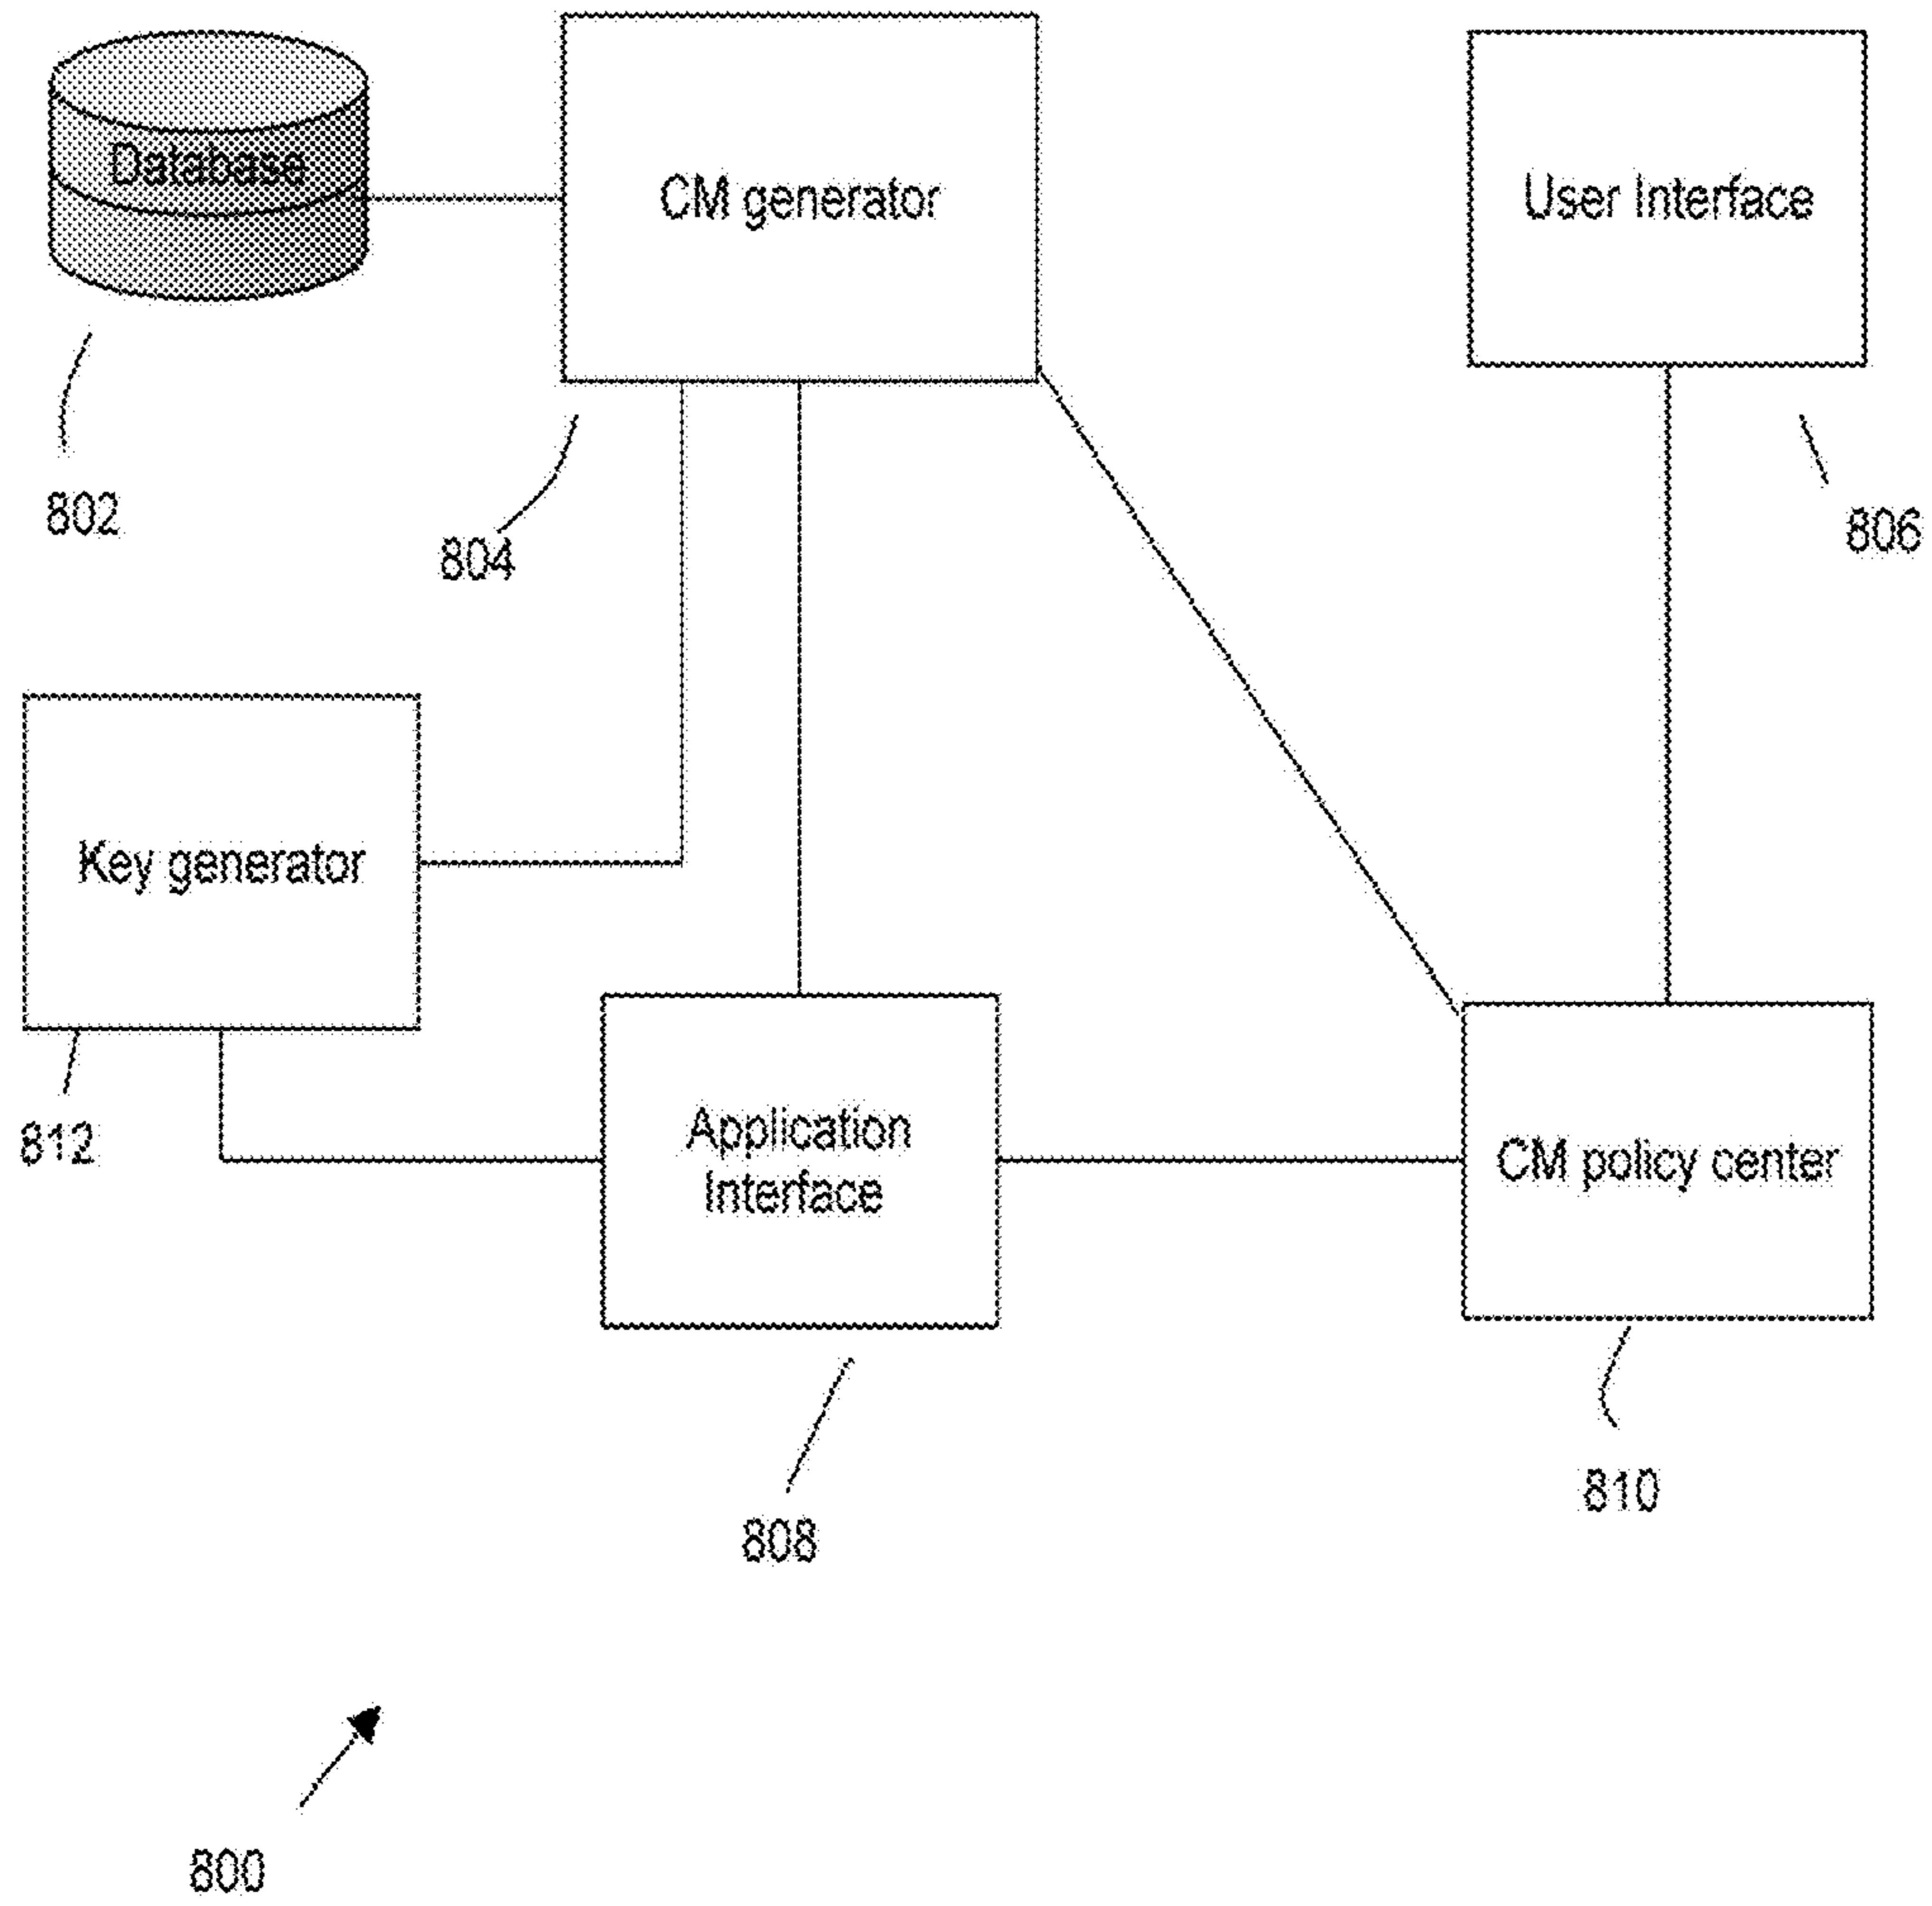 Database
CM generator
User Interface
802
804
806
Key generator
812
Application
Interface
CM policy center
808
810
800